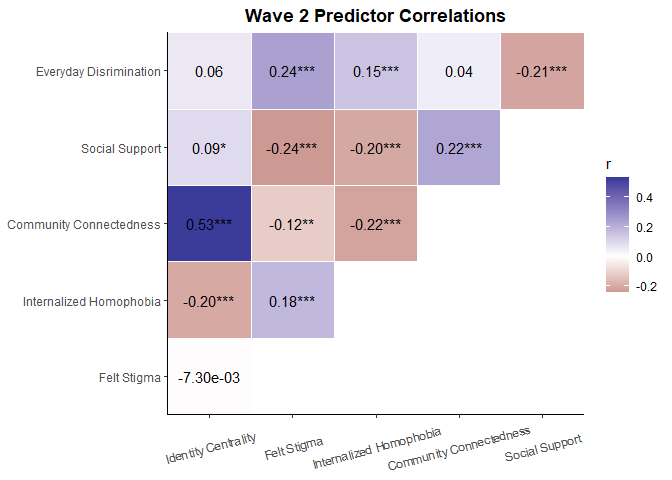 Wave 2 Predictor Correlations
Everyday Disrimination 0.06 0.24*** 0.15*** 0.04 -0.21***
Social Support 0.09* -0.24*** -0.20*** 0.22***
Community Connectedness 0.53*** -0.12** -0.22***
Internalized Homophobia -0.20*** 0.18***
Felt Stigma -7.30e-03
Identity Centrality Felt Stigma Internalized Homophobia Community Connectedness Social Support
r
0.4
0.2
0.0
-0.2